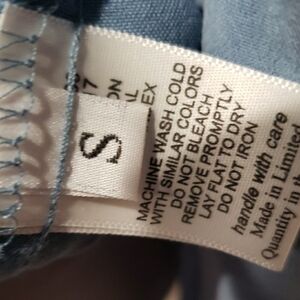 S
MACHINE WASH COLD
WITH SIMILAR COLORS
DO NOT BLEACH
REMOVE PROMPTLY
LAY FLAT TO DRY
DO NOT IRON
handle with care
Made in Limited
Quantity in the